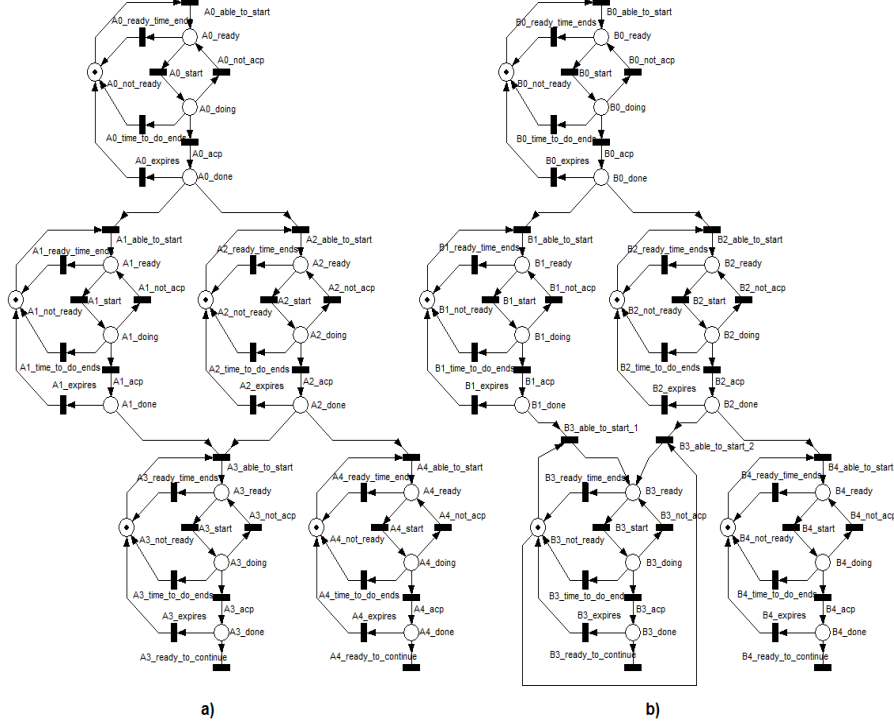 A0_able_to_start
A0_ready_time_ends
A0_ready
A0_not_acp
A0_start
A0_not_ready
A0_doing
A0_time_to_do_ends
A0_acp
A0_expires
A0_done
A1_able_to_start
A1_ready_time_ends
A1_ready
A1_not_acp
A1_start
A1_not_ready
A1_doing
A1_time_to_do_ends
A1_acp
A1_expires
A1_done
A2_able_to_start
A2_ready_time_ends
A2_ready
A2_not_acp
A2_start
A2_not_ready
A2_doing
A2_time_to_do_ends
A2_acp
A2_expires
A2_done
A3_able_to_start
A3_ready_time_ends
A3_ready
A3_not_acp
A3_start
A3_not_ready
A3_doing
A3_time_to_do_ends
A3_acp
A3_expires
A3_done
A3_ready_to_continue
A4_able_to_start
A4_ready_time_ends
A4_ready
A4_not_acp
A4_start
A4_not_ready
A4_doing
A4_time_to_do_ends
A4_acp
A4_expires
A4_done
A4_ready_to_continue
a)
B0_able_to_start
B0_ready_time_ends
B0_ready
B0_not_acp
B0_start
B0_not_ready
B0_doing
B0_time_to_do_ends
B0_acp
B0_expires
B0_done
B1_able_to_start
B1_ready_time_ends
B1_ready
B1_not_acp
B1_start
B1_not_ready
B1_doing
B1_time_to_do_ends
B1_acp
B1_expires
B1_done
B2_able_to_start
B2_ready_time_ends
B2_ready
B2_not_acp
B2_start
B2_not_ready
B2_doing
B2_time_to_do_ends
B2_acp
B2_expires
B2_done
B3_able_to_start_1
B3_able_to_start_2
B3_ready_time_ends
B3_ready
B3_not_acp
B3_start
B3_not_ready
B3_doing
B3_time_to_do_ends
B3_acp
B3_expires
B3_done
B3_ready_to_continue
B4_able_to_start
B4_ready_time_ends
B4_ready
B4_not_acp
B4_start
B4_not_ready
B4_doing
B4_time_to_do_ends
B4_acp
B4_expires
B4_done
B4_ready_to_continue
b)